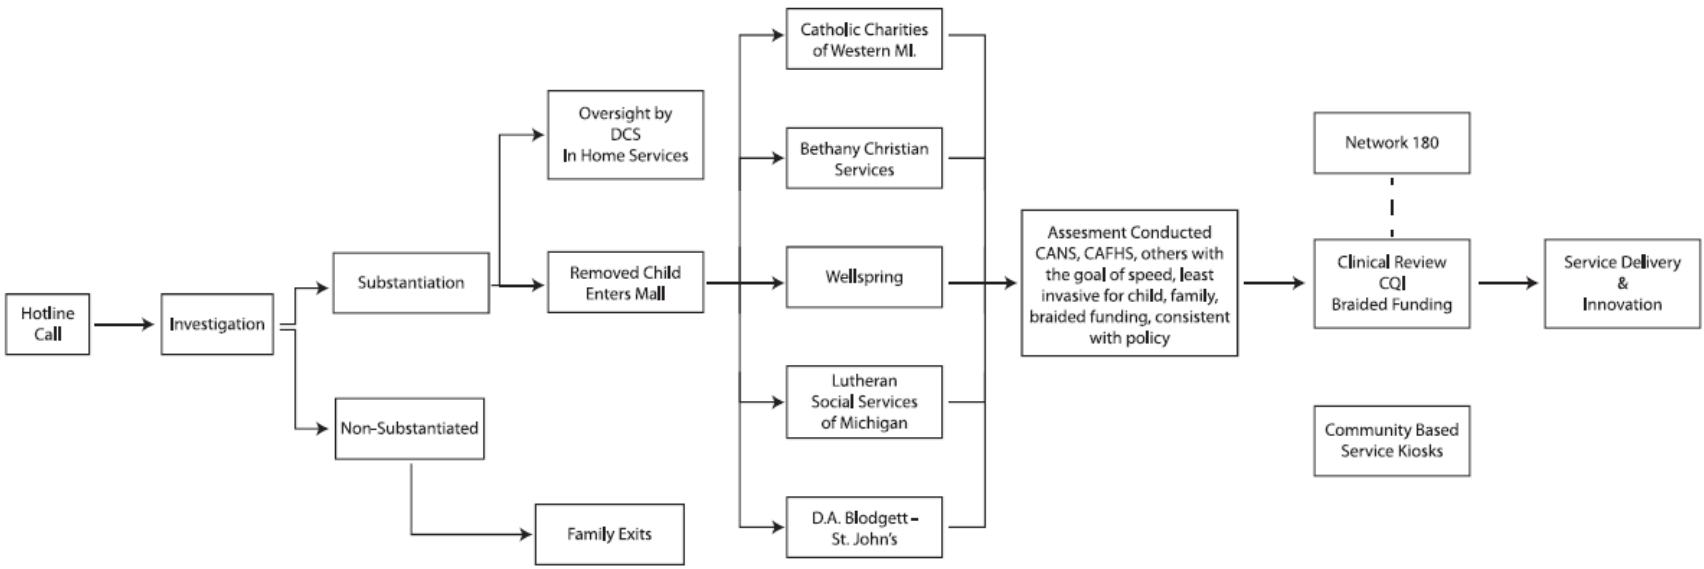 Hotline
Call
Investigation
Substantiation
Non-Substantiated
Family Exits
Oversight by
DCS
In Home Services
Removed Child
Enters Mall
Catholic Charities
of Western MI.
Bethany Christian
Services
Wellspring
Lutheran
Social Services
of Michigan
D.A. Blodgett –
St. John's
Assesment Conducted
CANS, CAFHS, others with
the goal of speed, least
invasive for child, family,
braided funding, consistent
with policy
Network 180
Clinical Review
CQI
Braided Funding
Community Based
Service Kiosks
Service Delivery
&
Innovation